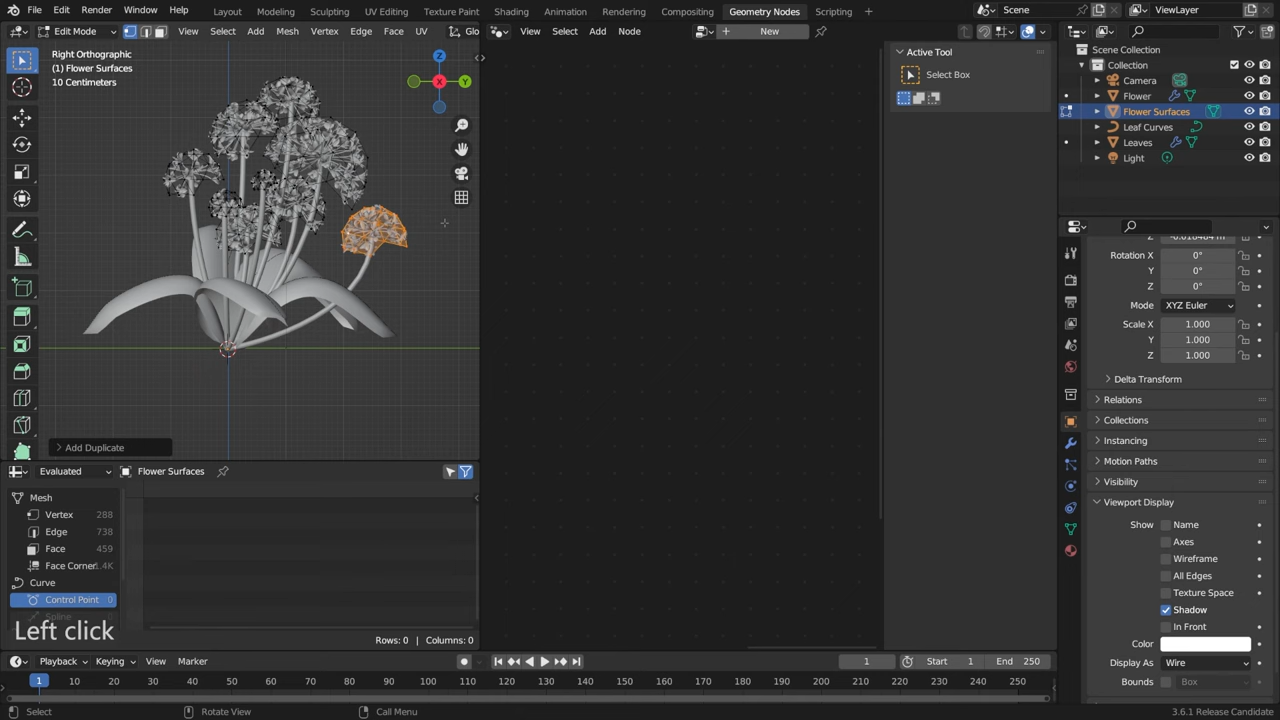 File Edit Render Window Help Layout Modeling Sculpting UV Editing Texture Paint Shading Animation Rendering Compositing Geometry Nodes Scripting Scene ViewLayer
Edit Mode View Select Add Mesh Vertex Edge Face UV Glo View Select Add Node New
Right Orthographic
(1) Flower Surfaces
10 Centimeters
Z
X
Y
Add Duplicate
Active Tool
Select Box
Scene Collection
Collection
Camera
Flower
Flower Surfaces
Leaf Curves
Leaves
Light
Rotation X 0°
Y 0°
Z 0°
Mode XYZ Euler
Scale X 1.000
Y 1.000
Z 1.000
Delta Transform
Relations
Collections
Instancing
Motion Paths
Visibility
Viewport Display
Show Name
Axes
Wireframe
All Edges
Texture Space
Shadow
In Front
Color
Display As Wire
Bounds Box
Evaluated Flower Surfaces
Mesh
Vertex 288
Edge 738
Face 459
Face Corner 1.4K
Curve
Control Point 0
Spline
Left click
Rows: 0 | Columns: 0
Playback Keying View Marker 1 Start 1 End 250
1 10 20 30 40 50 60 70 80 90 100 110 120 130 140 150 160 170 180 190 200 210 220 230 240 250
Select Rotate View Call Menu 3.6.1 Release Candidate